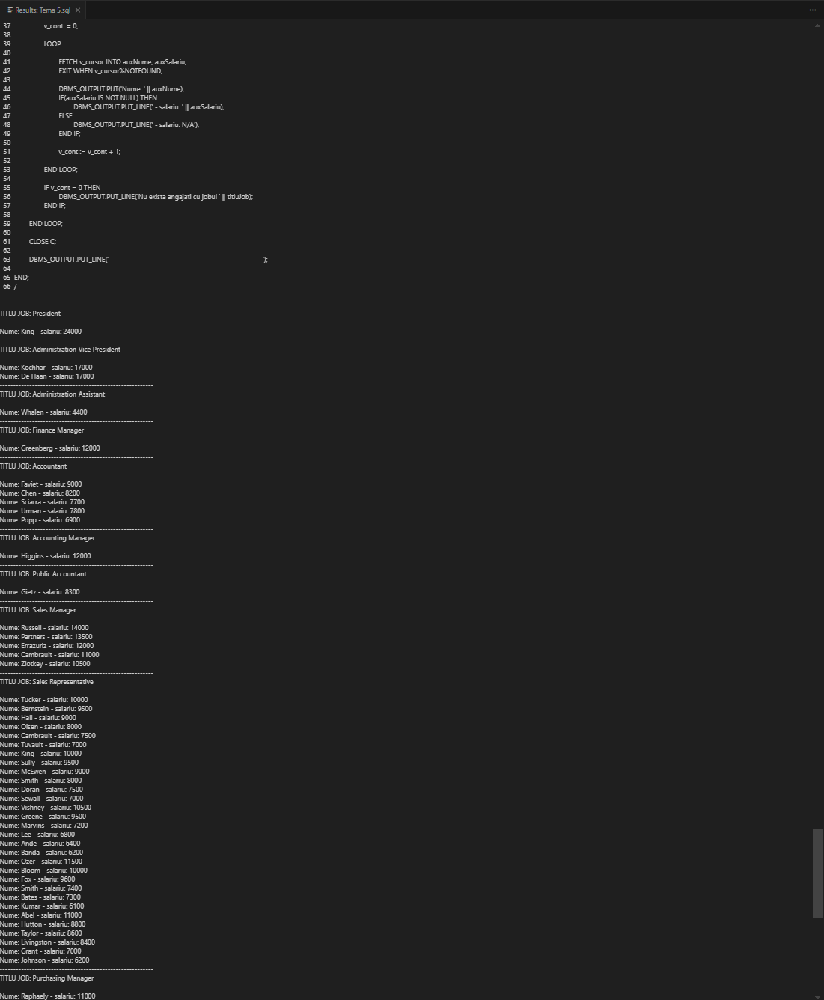 Results: Tema 5.sql
37 v_cont := 0;
38
39 LOOP
40
41 FETCH v_cursor INTO auxNume, auxSalariu;
42 EXIT WHEN v_cursor%NOTFOUND;
43
44 DBMS_OUTPUT.PUT('Nume: ' || auxNume);
45 IF(auxSalariu IS NOT NULL) THEN
46 DBMS_OUTPUT.PUT_LINE(' - salariu: ' || auxSalariu);
47 ELSE
48 DBMS_OUTPUT.PUT_LINE(' - salariu: N/A');
49 END IF;
50
51 v_cont := v_cont + 1;
52
53 END LOOP;
54
55 IF v_cont = 0 THEN
56 DBMS_OUTPUT.PUT_LINE('Nu exista angajati cu jobul ' || titluJob);
57 END IF;
58
59 END LOOP;
60
61 CLOSE C;
62
63 DBMS_OUTPUT.PUT_LINE('----------------------------------------------------------');
64
65 END;
66 /
----------------------------------------------------------
TITLU JOB: President
Nume: King - salariu: 24000
----------------------------------------------------------
TITLU JOB: Administration Vice President
Nume: Kochhar - salariu: 17000
Nume: De Haan - salariu: 17000
----------------------------------------------------------
TITLU JOB: Administration Assistant
Nume: Whalen - salariu: 4400
----------------------------------------------------------
TITLU JOB: Finance Manager
Nume: Greenberg - salariu: 12000
----------------------------------------------------------
TITLU JOB: Accountant
Nume: Faviet - salariu: 9000
Nume: Chen - salariu: 8200
Nume: Sciarra - salariu: 7700
Nume: Urman - salariu: 7800
Nume: Popp - salariu: 6900
----------------------------------------------------------
TITLU JOB: Accounting Manager
Nume: Higgins - salariu: 12000
----------------------------------------------------------
TITLU JOB: Public Accountant
Nume: Gietz - salariu: 8300
----------------------------------------------------------
TITLU JOB: Sales Manager
Nume: Russell - salariu: 14000
Nume: Partners - salariu: 13500
Nume: Errazuriz - salariu: 12000
Nume: Cambrault - salariu: 11000
Nume: Zlotkey - salariu: 10500
----------------------------------------------------------
TITLU JOB: Sales Representative
Nume: Tucker - salariu: 10000
Nume: Bernstein - salariu: 9500
Nume: Hall - salariu: 9000
Nume: Olsen - salariu: 8000
Nume: Cambrault - salariu: 7500
Nume: Tuvault - salariu: 7000
Nume: King - salariu: 10000
Nume: Sully - salariu: 9500
Nume: McEwen - salariu: 9000
Nume: Smith - salariu: 8000
Nume: Doran - salariu: 7500
Nume: Sewall - salariu: 7000
Nume: Vishney - salariu: 10500
Nume: Greene - salariu: 9500
Nume: Marvins - salariu: 7200
Nume: Lee - salariu: 6800
Nume: Ande - salariu: 6400
Nume: Banda - salariu: 6200
Nume: Ozer - salariu: 11500
Nume: Bloom - salariu: 10000
Nume: Fox - salariu: 9600
Nume: Smith - salariu: 7400
Nume: Bates - salariu: 7300
Nume: Kumar - salariu: 6100
Nume: Abel - salariu: 11000
Nume: Hutton - salariu: 8800
Nume: Taylor - salariu: 8600
Nume: Livingston - salariu: 8400
Nume: Grant - salariu: 7000
Nume: Johnson - salariu: 6200
----------------------------------------------------------
TITLU JOB: Purchasing Manager
Nume: Raphaely - salariu: 11000